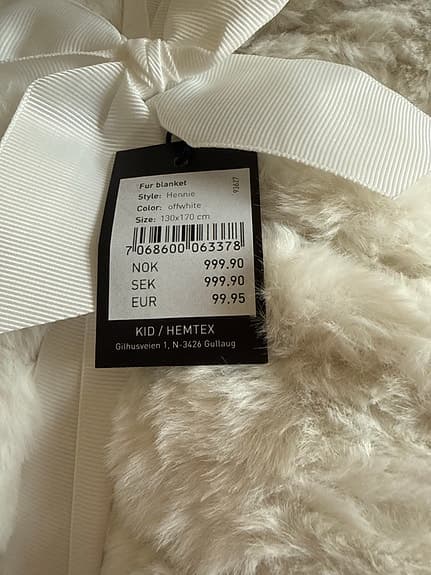 Fur blanket
Style: Hennie
Color: offwhite
Size: 130x170 cm
7 068600 063378
NOK 999.90
SEK 999.90
EUR 99.95
KID / HEMTEX
Gilhusveien 1, N-3426 Gullaug